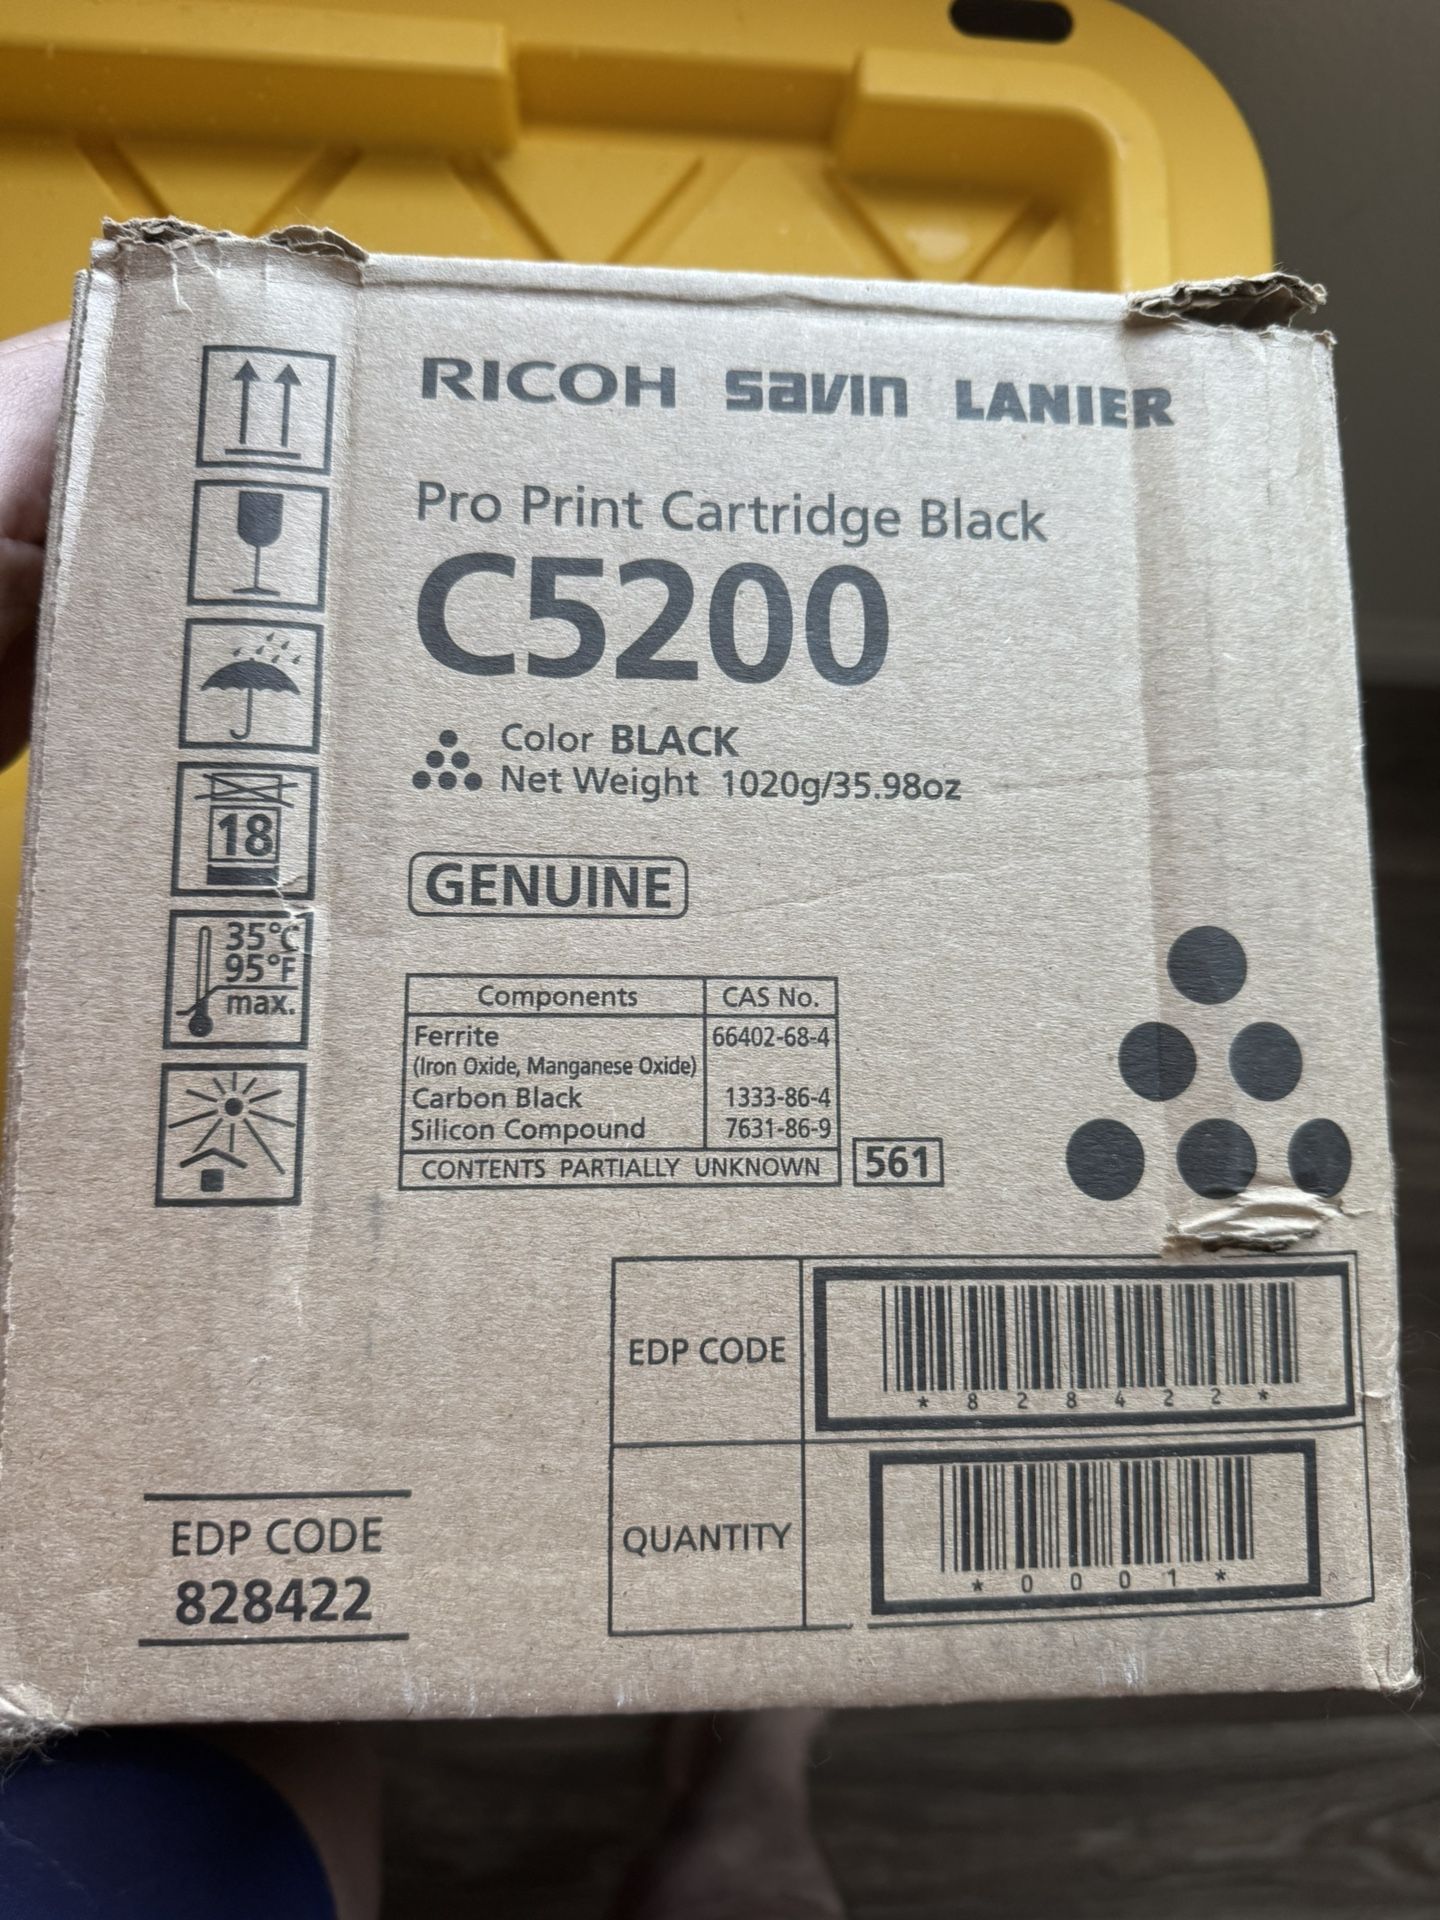 RICOH savin LANIER
Pro Print Cartridge Black
C5200
Color BLACK
Net Weight 1020g/35.98oz
18
GENUINE
35°C
95°F
max.
Components CAS No.
Ferrite 66402-68-4
(Iron Oxide, Manganese Oxide)
Carbon Black 1333-86-4
Silicon Compound 7631-86-9
CONTENTS PARTIALLY UNKNOWN 561
EDP CODE
*828422*
QUANTITY
*0001*
EDP CODE
828422